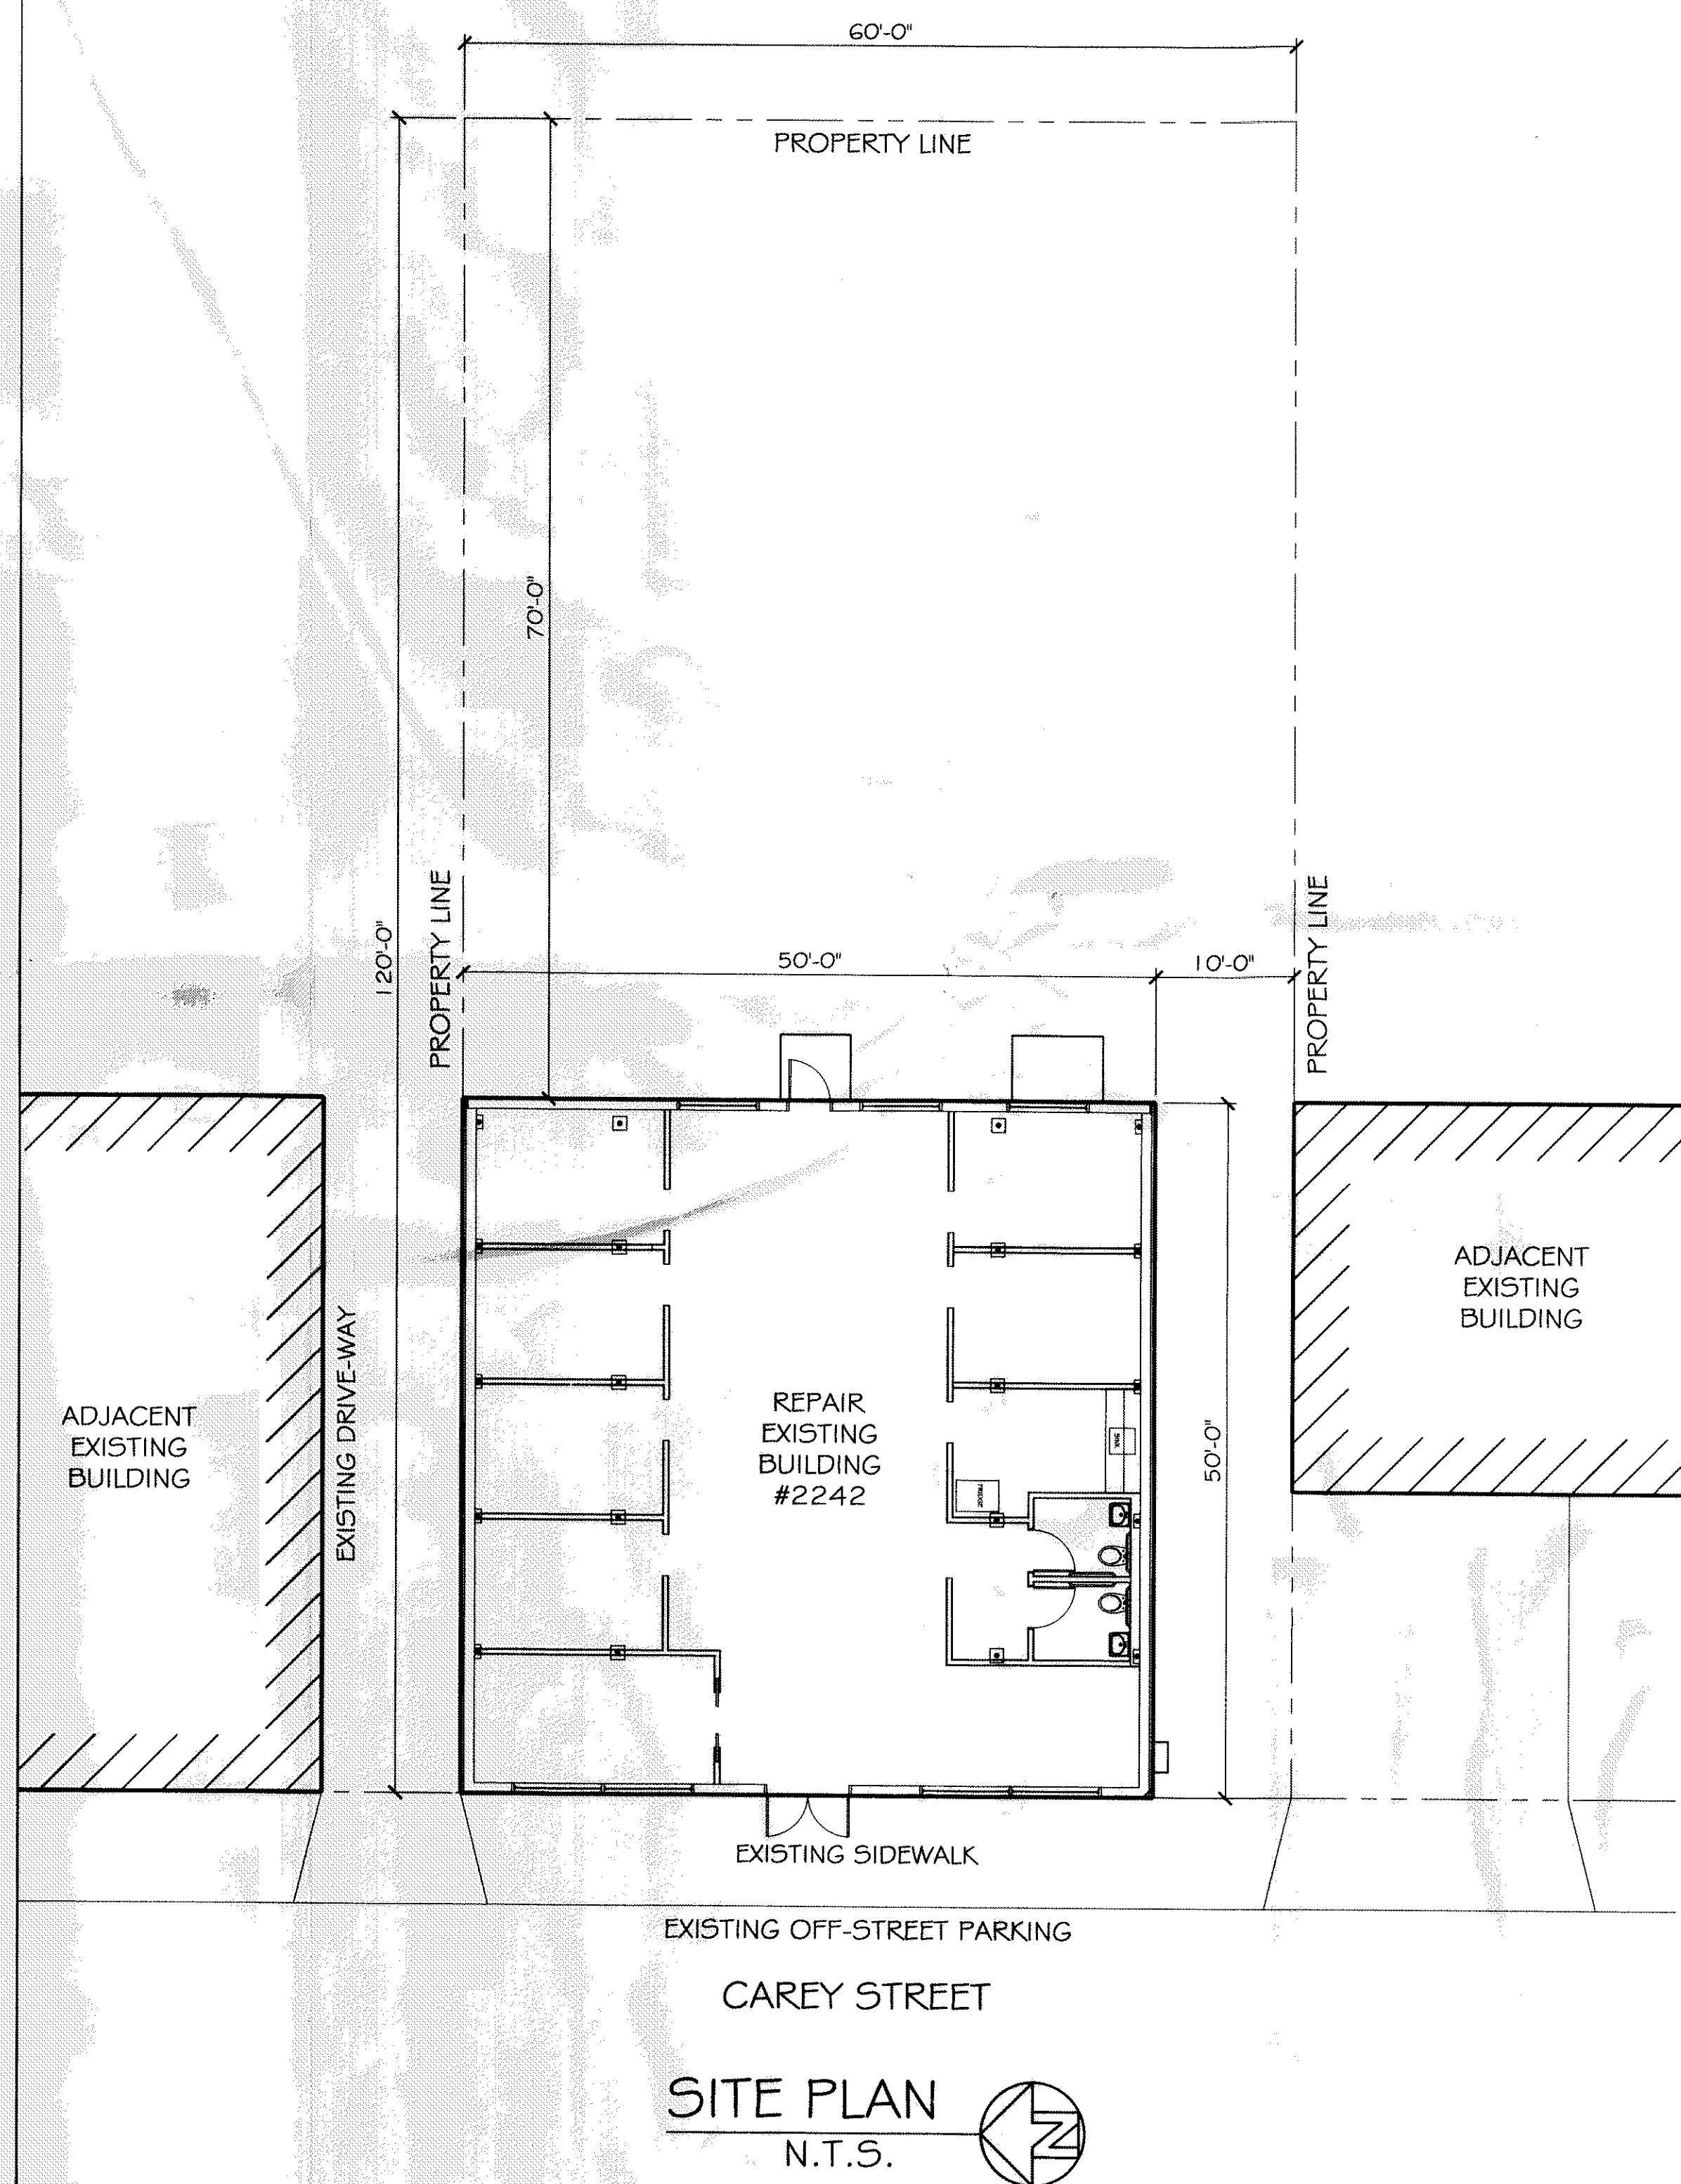 60'-0"
PROPERTY LINE
70'-0"
120'-0"
PROPERTY LINE
50'-0"
10'-0"
PROPERTY LINE
ADJACENT
EXISTING
BUILDING
EXISTING DRIVE-WAY
REPAIR
EXISTING
BUILDING
#2242
SINK
FRIDGE
50'-0"
ADJACENT
EXISTING
BUILDING
EXISTING SIDEWALK
EXISTING OFF-STREET PARKING
CAREY STREET
SITE PLAN
N.T.S.
N